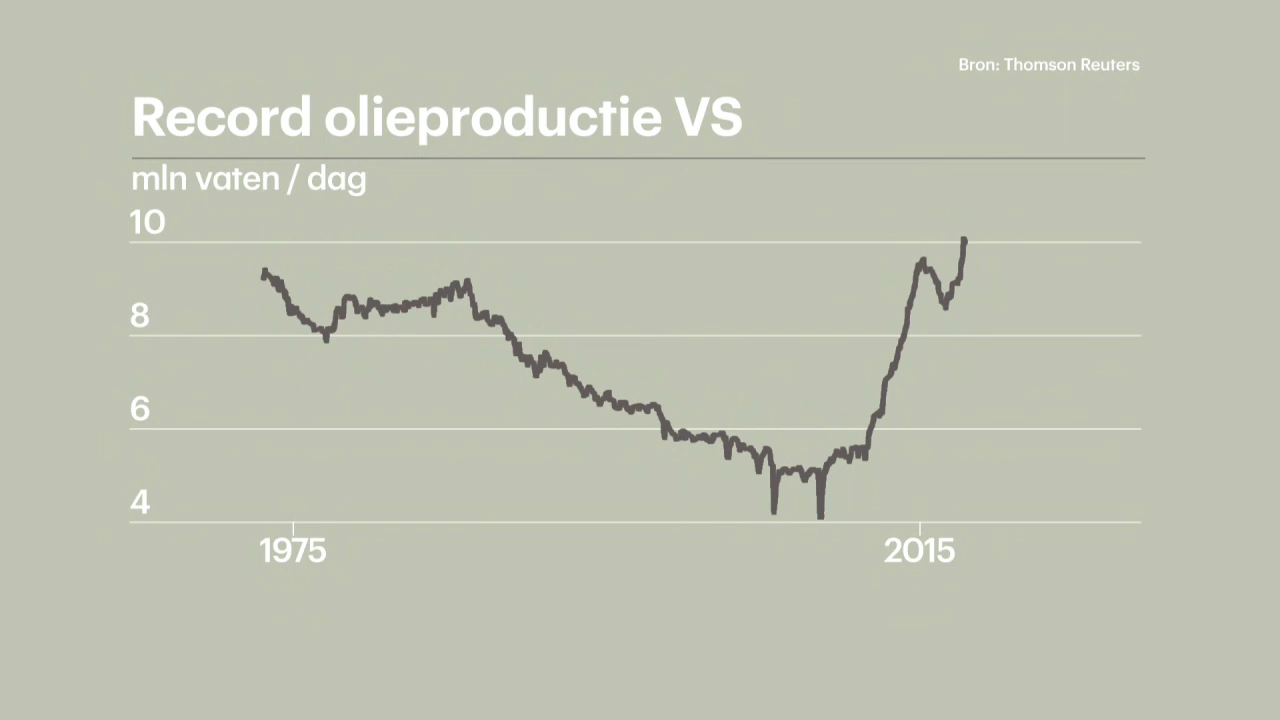 Bron: Thomson Reuters
Record olieproductie VS
mln vaten / dag
10
8
6
4
1975
2015